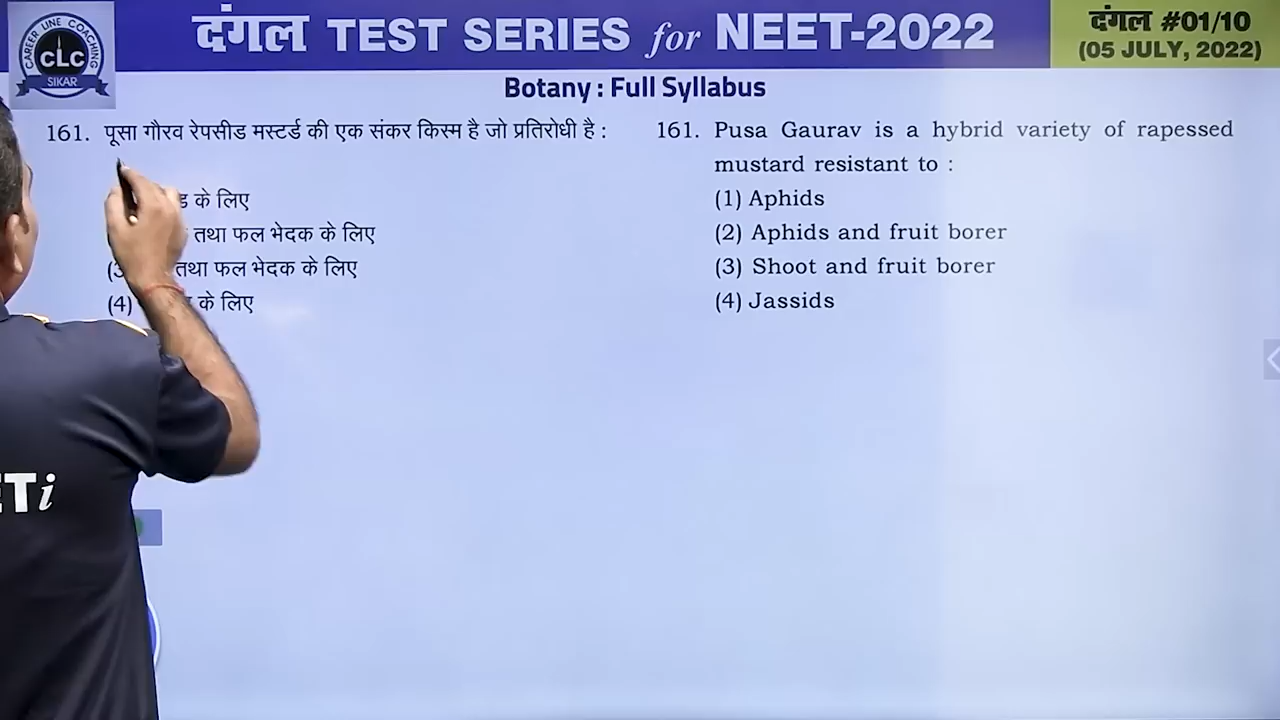 CAREER LINE COACHING
CLC
SIKAR
दंगल TEST SERIES for NEET-2022
दंगल #01/10
(05 JULY, 2022)
Botany : Full Syllabus
161. पूसा गौरव रेपसीड मस्टर्ड की एक संकर किस्म है जो प्रतिरोधी है :
के लिए
तथा फल भेदक के लिए
(3 तथा फल भेदक के लिए
(4) के लिए
161. Pusa Gaurav is a hybrid variety of rapessed
mustard resistant to :
(1) Aphids
(2) Aphids and fruit borer
(3) Shoot and fruit borer
(4) Jassids